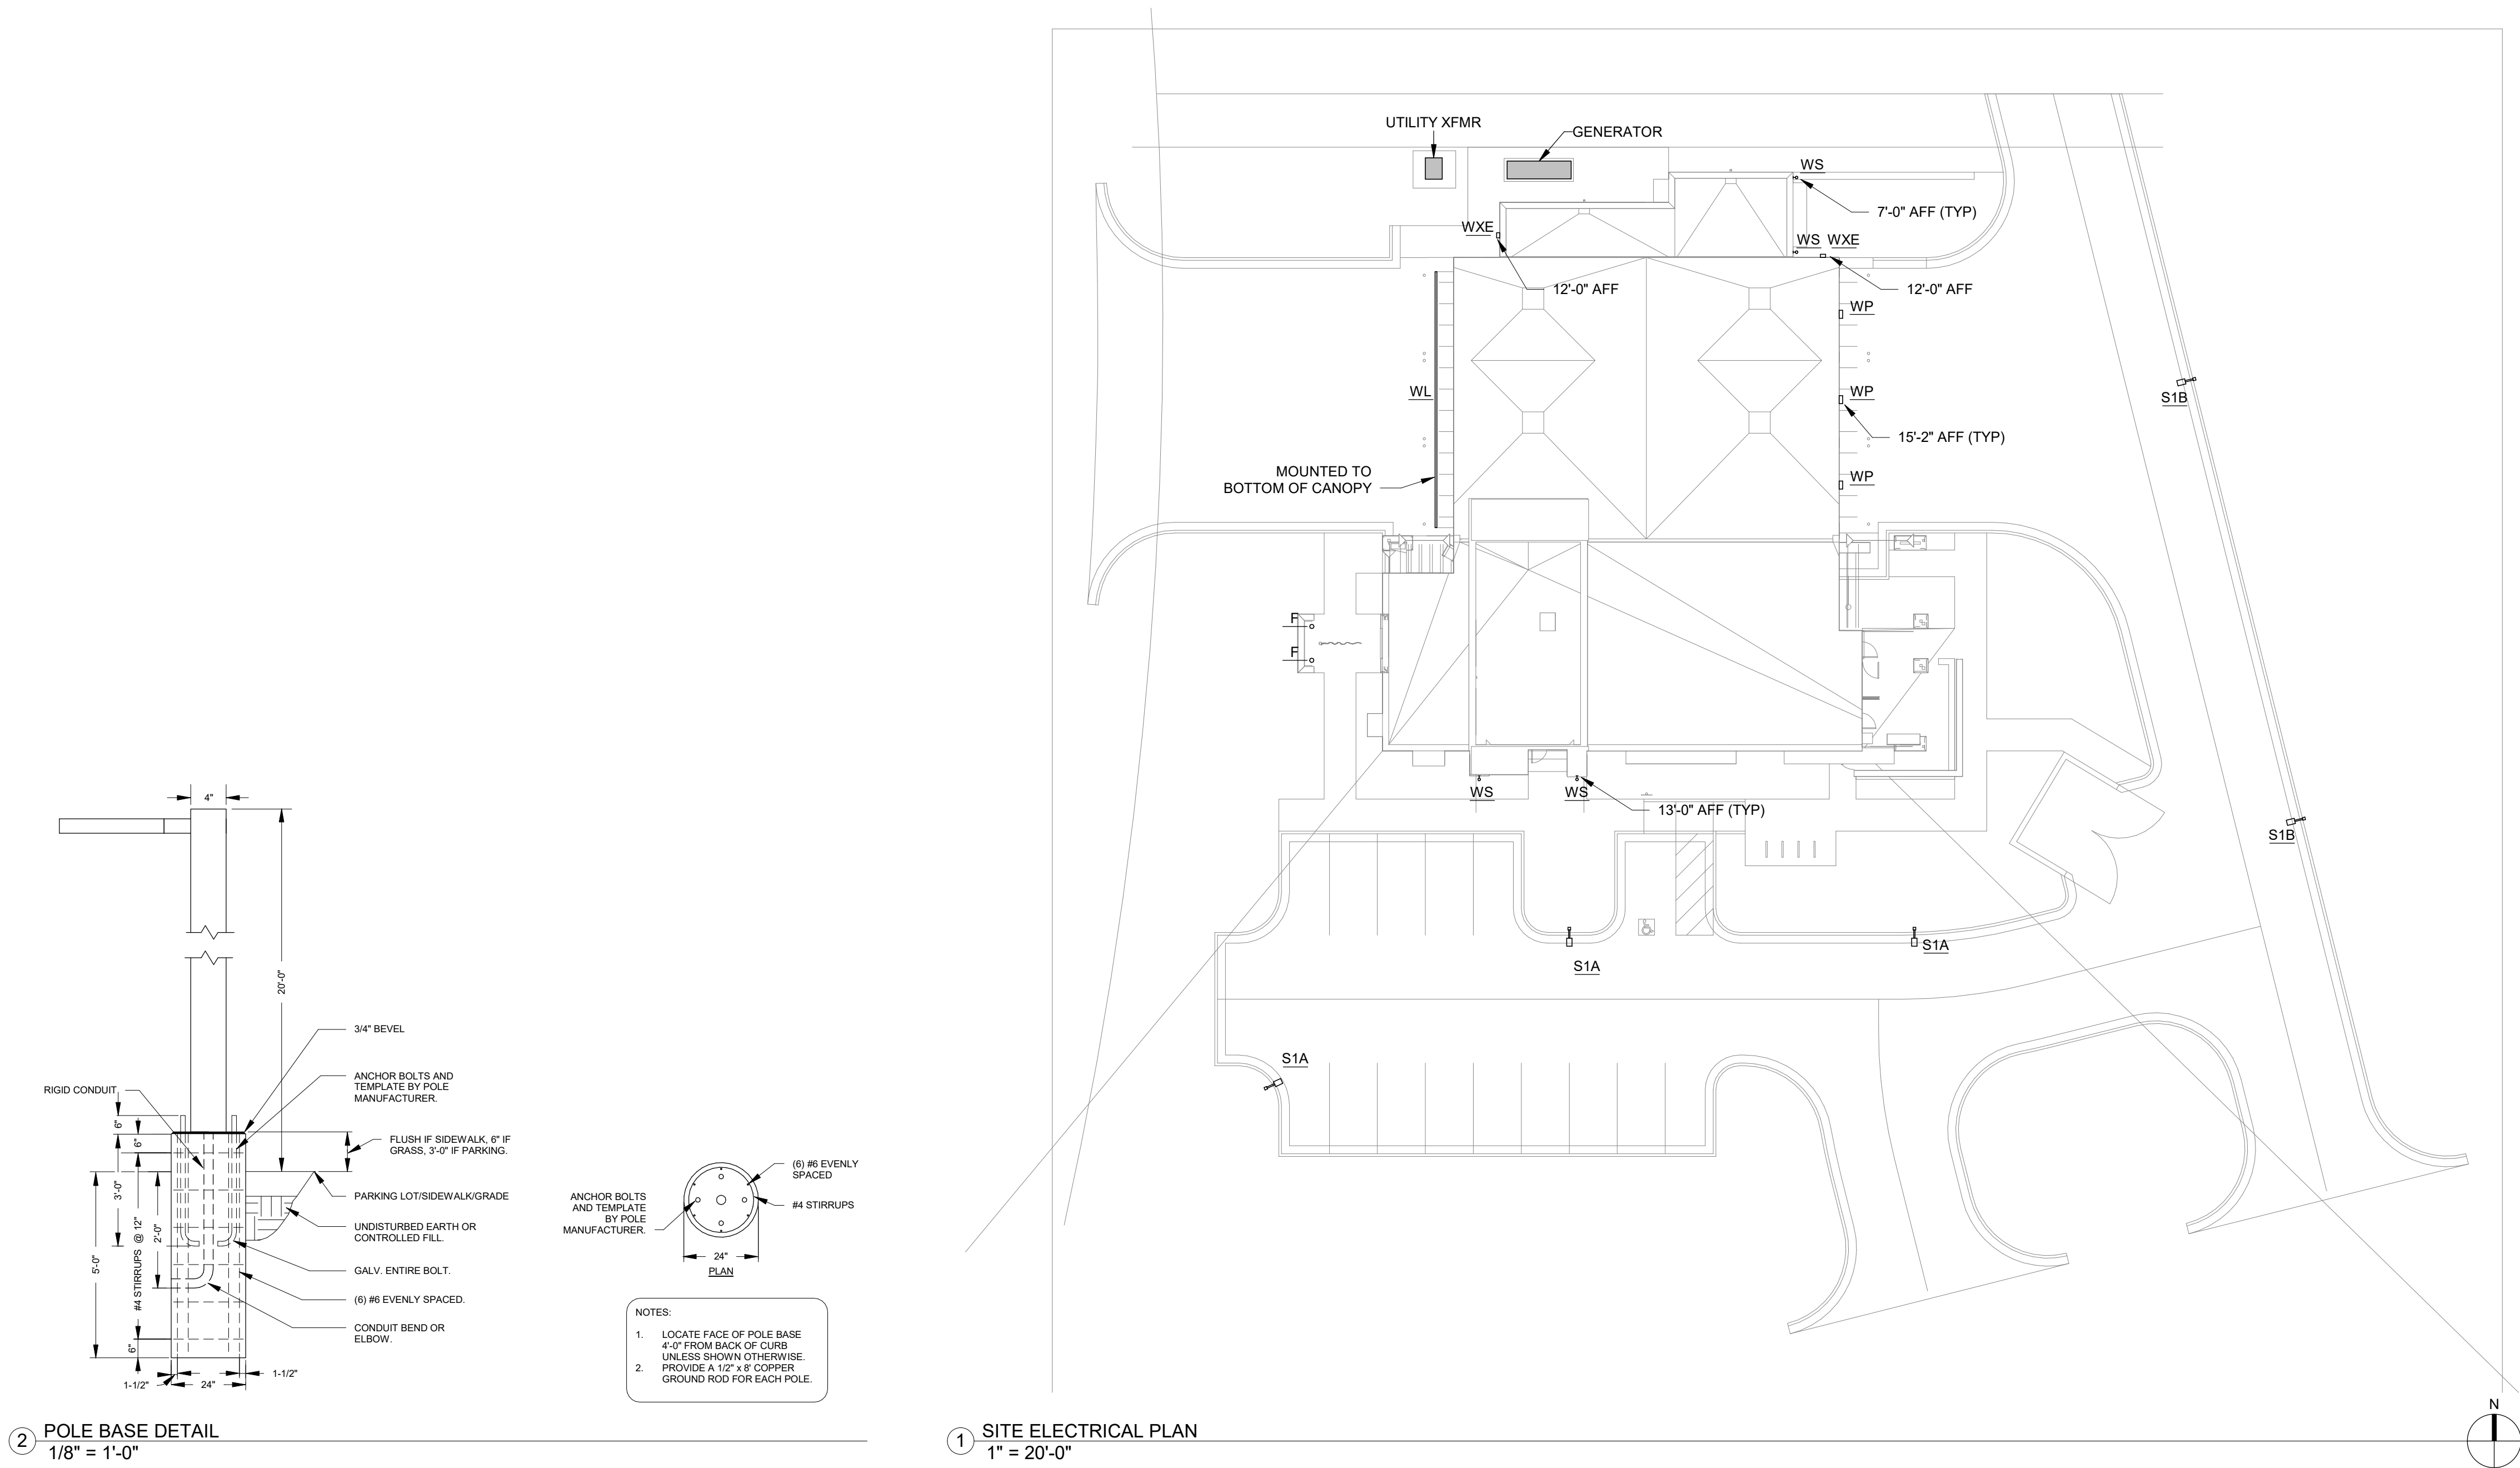 UTILITY XFMR
GENERATOR
WS
7'-0" AFF (TYP)
WXE
WS
WXE
12'-0" AFF
12'-0" AFF
WP
WL
WP
S1B
15'-2" AFF (TYP)
MOUNTED TO
BOTTOM OF CANOPY
WP
F
F
WS
WS
13'-0" AFF (TYP)
S1B
S1A
S1A
S1A
N
1
SITE ELECTRICAL PLAN
1" = 20'-0"
4"
20'-0"
3/4" BEVEL
RIGID CONDUIT
ANCHOR BOLTS AND
TEMPLATE BY POLE
MANUFACTURER.
6"
6"
FLUSH IF SIDEWALK, 6" IF
GRASS, 3'-0" IF PARKING.
3'-0"
PARKING LOT/SIDEWALK/GRADE
2'-0"
#4 STIRRUPS @ 12"
5'-0"
UNDISTURBED EARTH OR
CONTROLLED FILL.
GALV. ENTIRE BOLT.
(6) #6 EVENLY SPACED.
CONDUIT BEND OR
ELBOW.
6"
1-1/2"
24"
1-1/2"
(6) #6 EVENLY
SPACED
#4 STIRRUPS
ANCHOR BOLTS
AND TEMPLATE
BY POLE
MANUFACTURER.
24"
PLAN
NOTES:
1. LOCATE FACE OF POLE BASE
4'-0" FROM BACK OF CURB
UNLESS SHOWN OTHERWISE.
2. PROVIDE A 1/2" x 8' COPPER
GROUND ROD FOR EACH POLE.
2
POLE BASE DETAIL
1/8" = 1'-0"